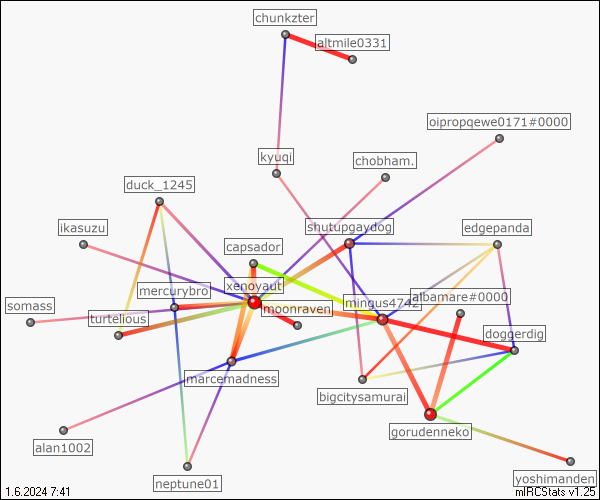 chunkzter
altmile0331
oipropqewe0171#0000
kyuqi
chobham.
duck_1245
ikasuzu
shutupgaydog
edgepanda
capsador
xenoyaut
mercurybro
albamare#0000
mingus4742
moonraven
somass
turtelious
doggerdig
marcemadness
bigcitysamurai
gorudenneko
alan1002
neptune01
yoshimanden
1.6.2024 7:41
mIRCStats v1.25